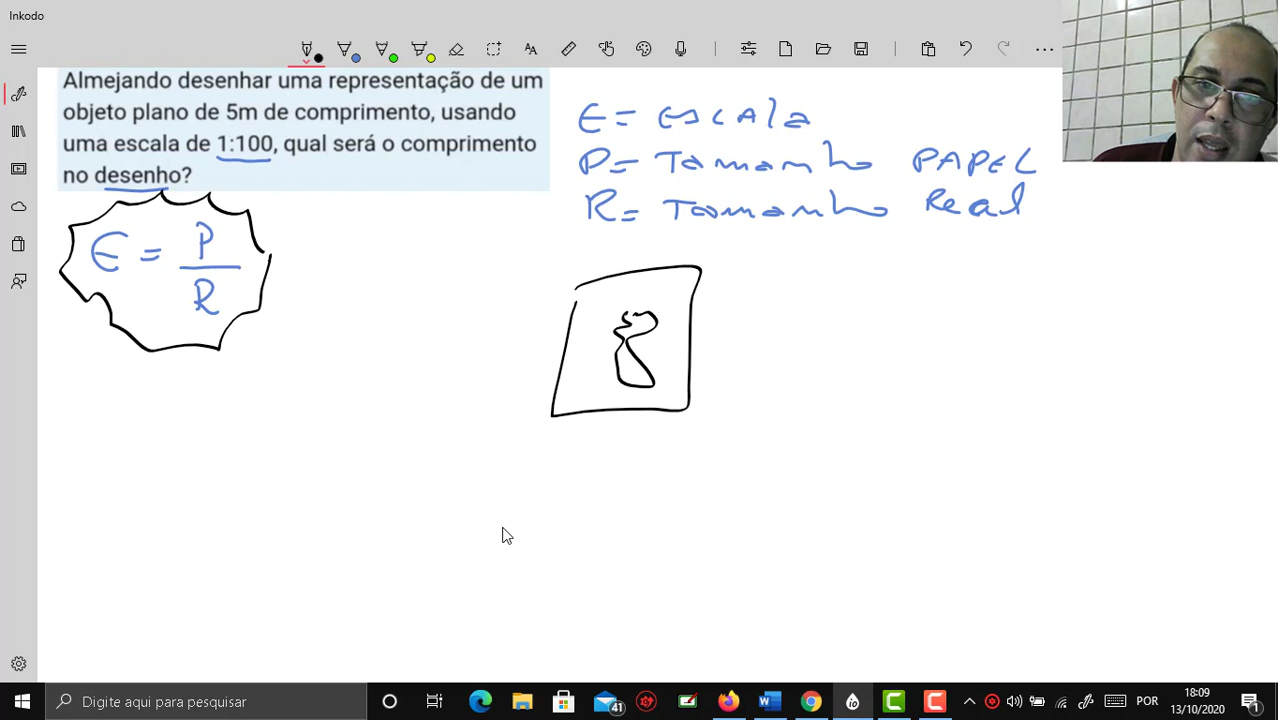 Inkodo
Almejando desenhar uma representação de um
objeto plano de 5m de comprimento, usando
uma escala de 1:100, qual será o comprimento
no desenho?
E = P
R
E = ESCAla
P = Tamanho PAPEL
R = Tamanho Real
Digite aqui para pesquisar
41
POR
18:09
13/10/2020
1